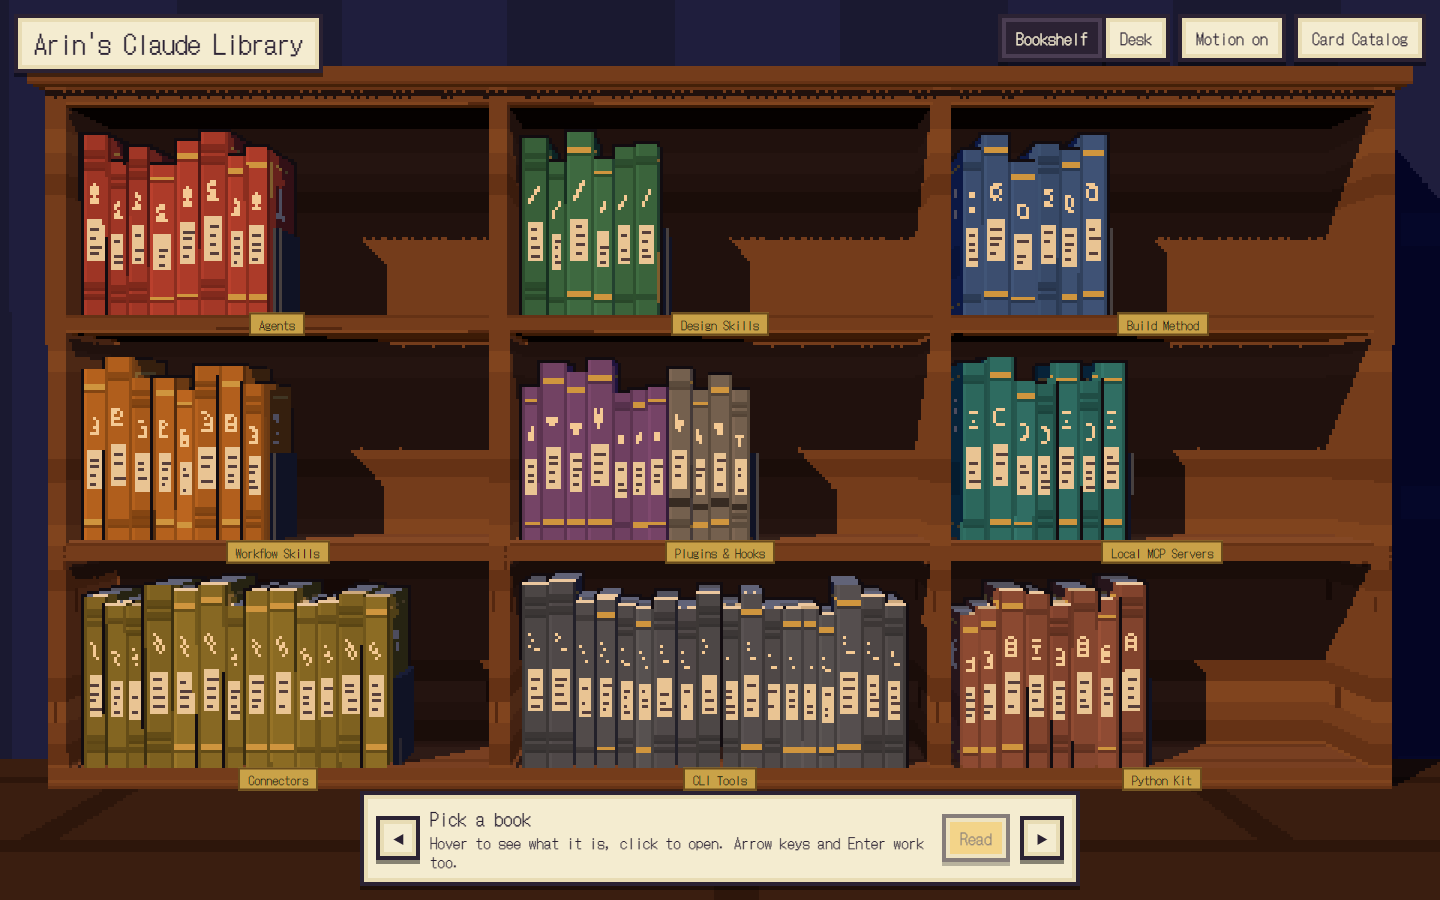 Arin's Claude Library
Bookshelf
Desk
Motion on
Card Catalog
Agents
Design Skills
Build Method
Workflow Skills
Plugins & Hooks
Local MCP Servers
Connectors
CLI Tools
Python Kit
◄
Pick a book
Hover to see what it is, click to open. Arrow keys and Enter work
too.
Read
►